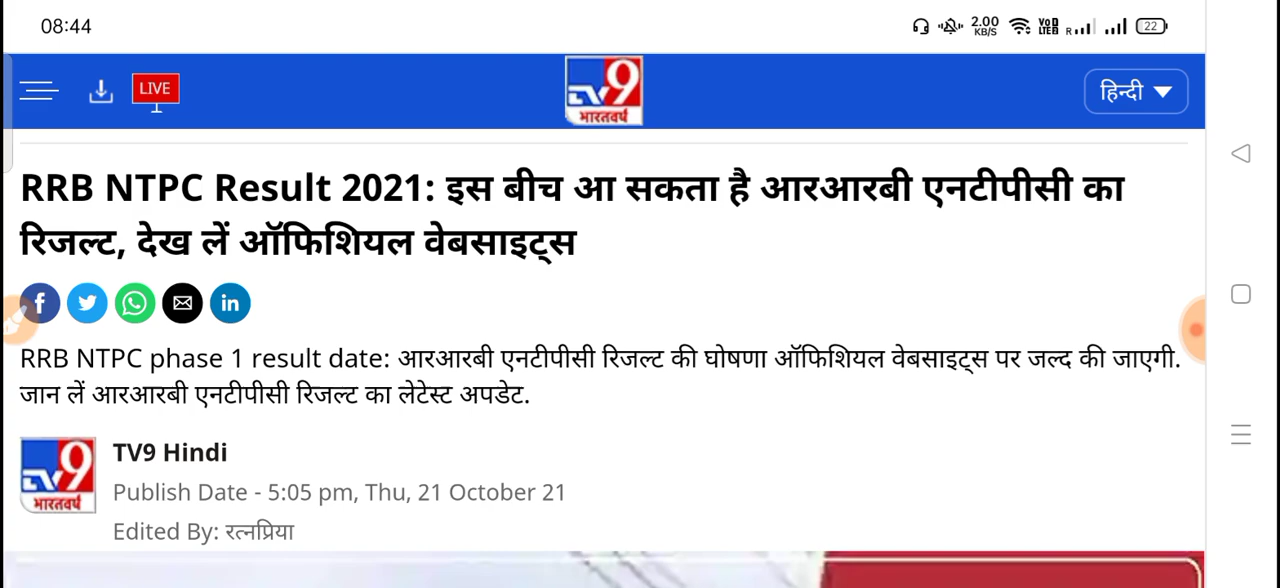 08:44
2.00
KB/S
VoD
LTEB
R
22
LIVE
TV9
भारतवर्ष
हिन्दी
RRB NTPC Result 2021: इस बीच आ सकता है आरआरबी एनटीपीसी का
रिजल्ट, देख लें ऑफिशियल वेबसाइट्स
RRB NTPC phase 1 result date: आरआरबी एनटीपीसी रिजल्ट की घोषणा ऑफिशियल वेबसाइट्स पर जल्द की जाएगी.
जान लें आरआरबी एनटीपीसी रिजल्ट का लेटेस्ट अपडेट.
TV9
भारतवर्ष
TV9 Hindi
Publish Date - 5:05 pm, Thu, 21 October 21
Edited By: रत्नप्रिया